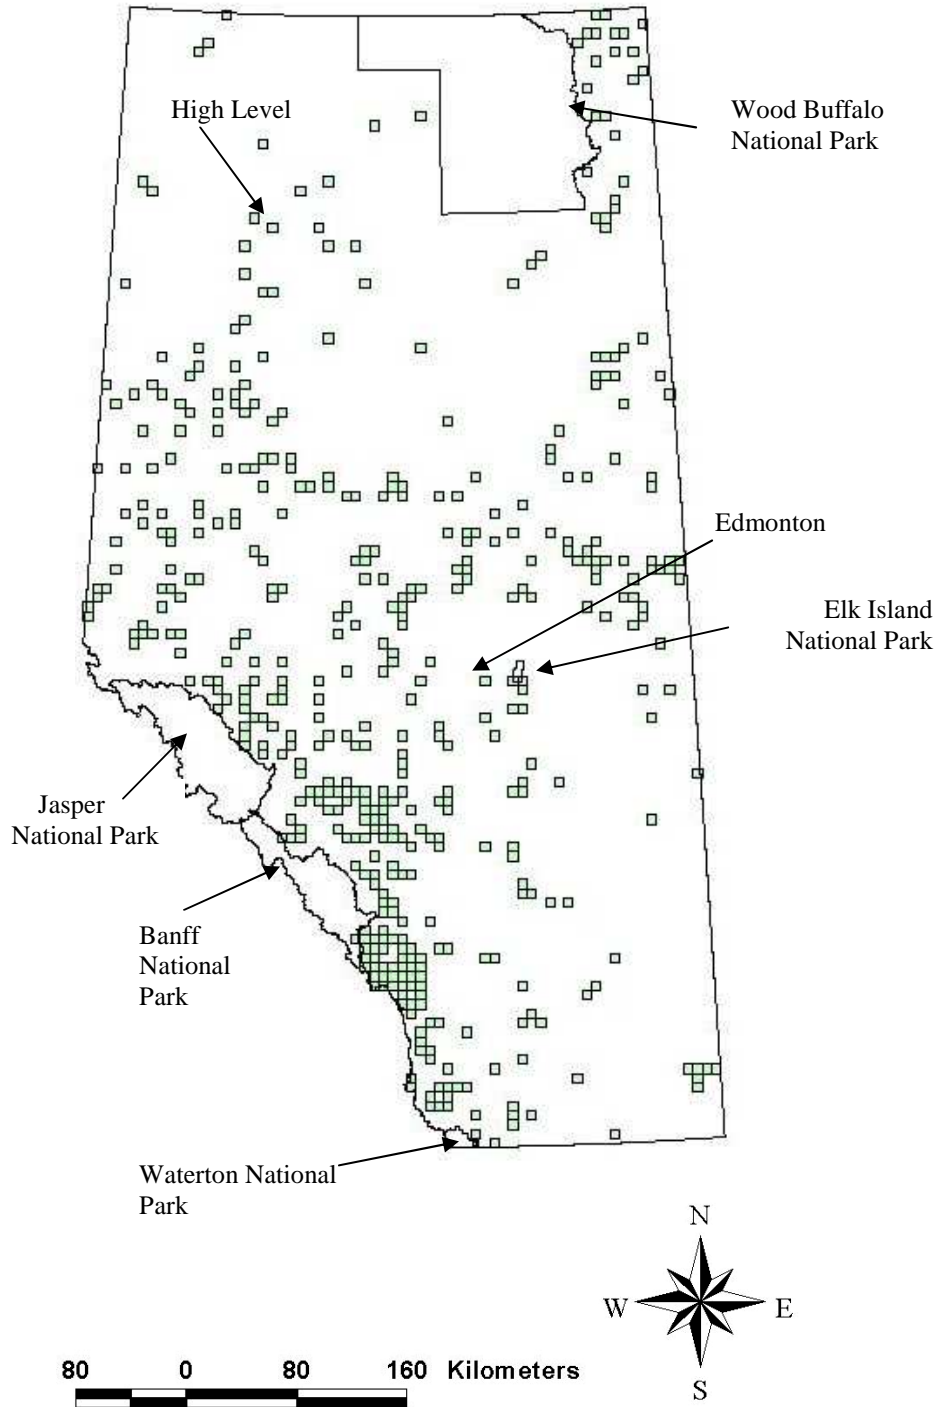 High Level
Wood Buffalo
National Park
Edmonton
Elk Island
National Park
Jasper
National Park
Banff
National
Park
Waterton National
Park
N
W
E
S
80 0 80 160 Kilometers